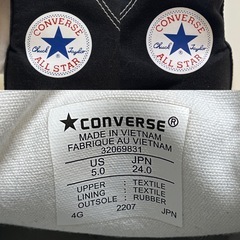 CONVERSE
Chuck Taylor
ALL STAR
CONVERSE
Chuck Taylor
ALL STAR
CONVERSE®
MADE IN VIETNAM
FABRIQUE AU VIETNAM
32069831
US JPN
5.0 24.0
UPPER : TEXTILE
LINING : TEXTILE
OUTSOLE : RUBBER
4G 2207 JPN